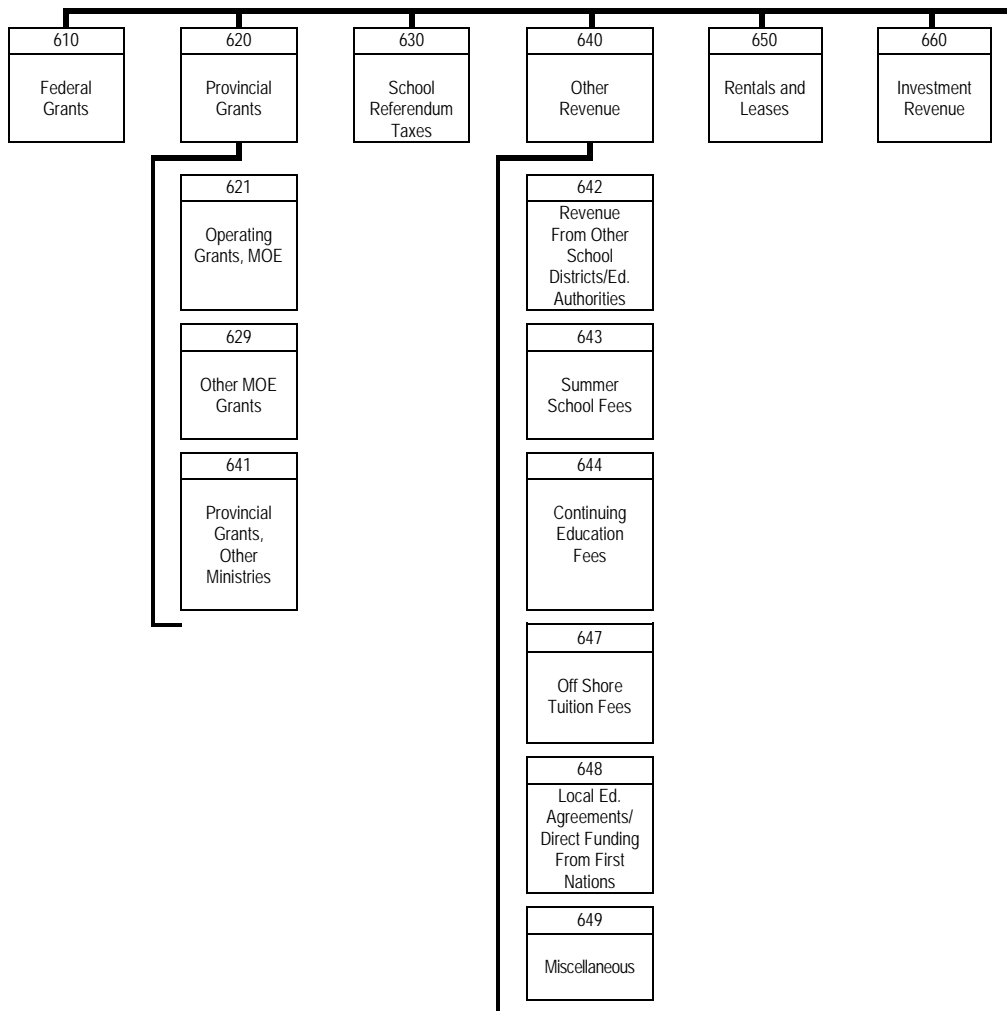 610
Federal
Grants
620
Provincial
Grants
630
School
Referendum
Taxes
640
Other
Revenue
650
Rentals and
Leases
660
Investment
Revenue
621
Operating
Grants, MOE
629
Other MOE
Grants
641
Provincial
Grants,
Other
Ministries
642
Revenue
From Other
School
Districts/Ed.
Authorities
643
Summer
School Fees
644
Continuing
Education
Fees
647
Off Shore
Tuition Fees
648
Local Ed.
Agreements/
Direct Funding
From First
Nations
649
Miscellaneous